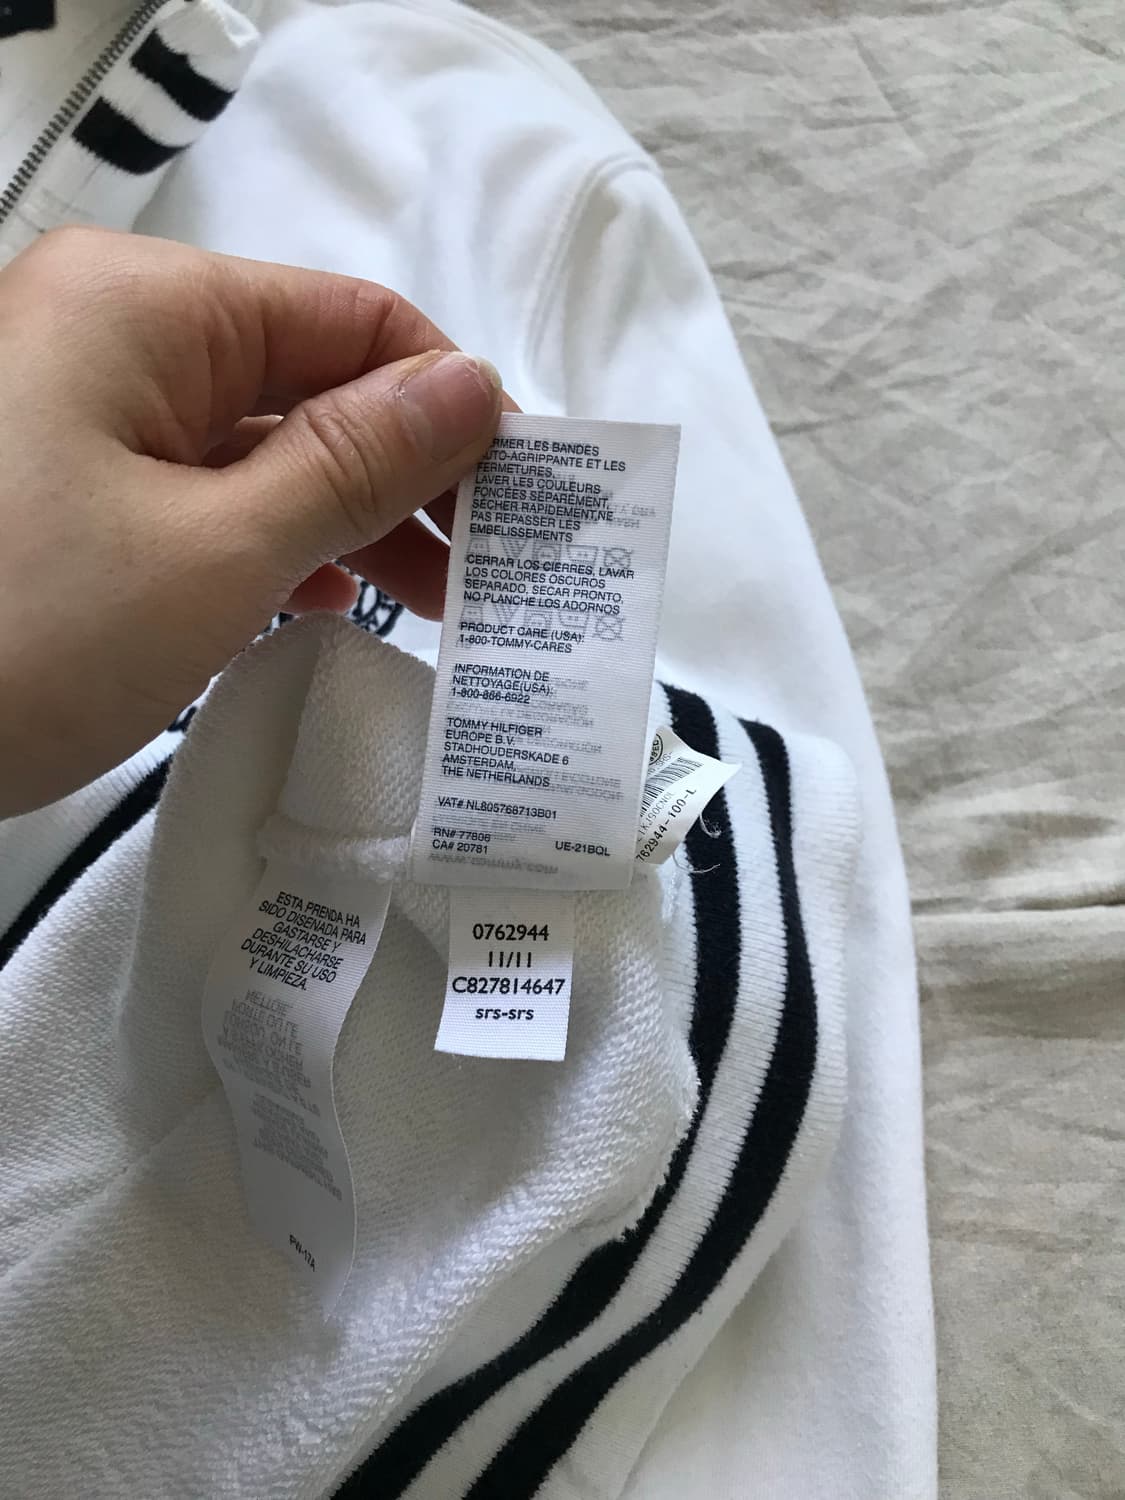 RMER LES BANDES
AUTO-AGRIPPANTE ET LES
FERMETURES,
LAVER LES COULEURS
FONCÉES SÉPARÉMENT,
SÉCHER RAPIDEMENT,NE
PAS REPASSER LES
EMBELISSEMENTS
CERRAR LOS CIERRES, LAVAR
LOS COLORES OSCUROS
SEPARADO, SECAR PRONTO,
NO PLANCHE LOS ADORNOS
PRODUCT CARE (USA):
1-800-TOMMY-CARES
INFORMATION DE
NETTOYAGE(USA):
1-800-866-6922
TOMMY HILFIGER
EUROPE B.V.
STADHOUDERSKADE 6
AMSTERDAM,
THE NETHERLANDS
VAT# NL805768713B01
RN# 77806
CA# 20781
UE-21BQL
762944-100-L
ESTA PRENDA HA
SIDO DISENADA PARA
GASTARSE Y
DESHILACHARSE
DURANTE SU USO
Y LIMPIEZA.
PW-17A
0762944
11/11
C827814647
srs-srs